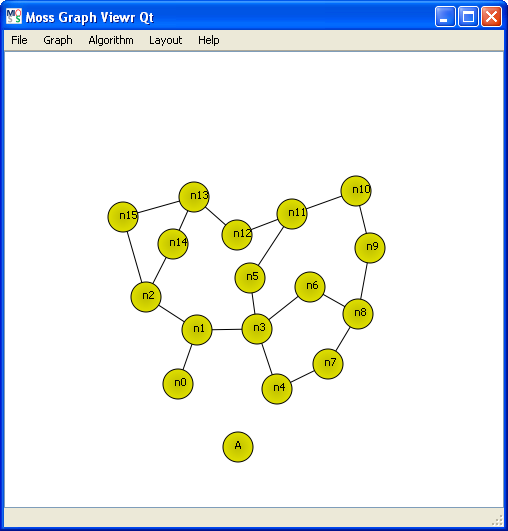 Moss Graph Viewr Qt
File Graph Algorithm Layout Help
n10
n13
n11
n15
n12
n14
n9
n5
n6
n2
n8
n3
n1
n7
n0
n4
A